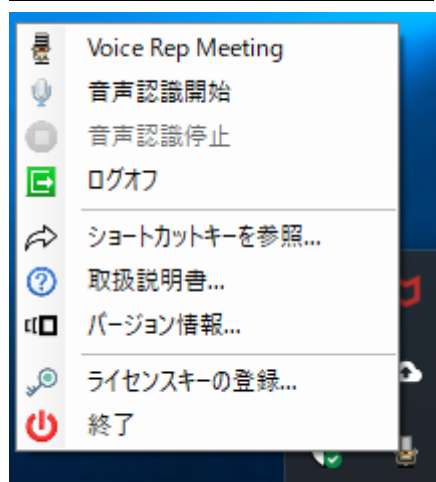 Voice Rep Meeting
音声認識開始
音声認識停止
ログオフ
ショートカットキーを参照...
取扱説明書...
バージョン情報...
ライセンスキーの登録...
終了